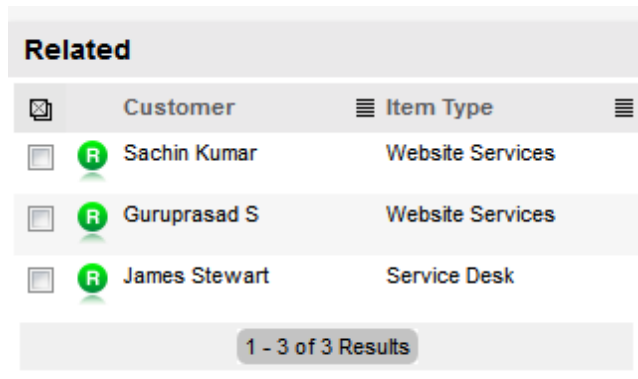 Related
Customer Item Type
R Sachin Kumar Website Services
R Guruprasad S Website Services
R James Stewart Service Desk
1 - 3 of 3 Results